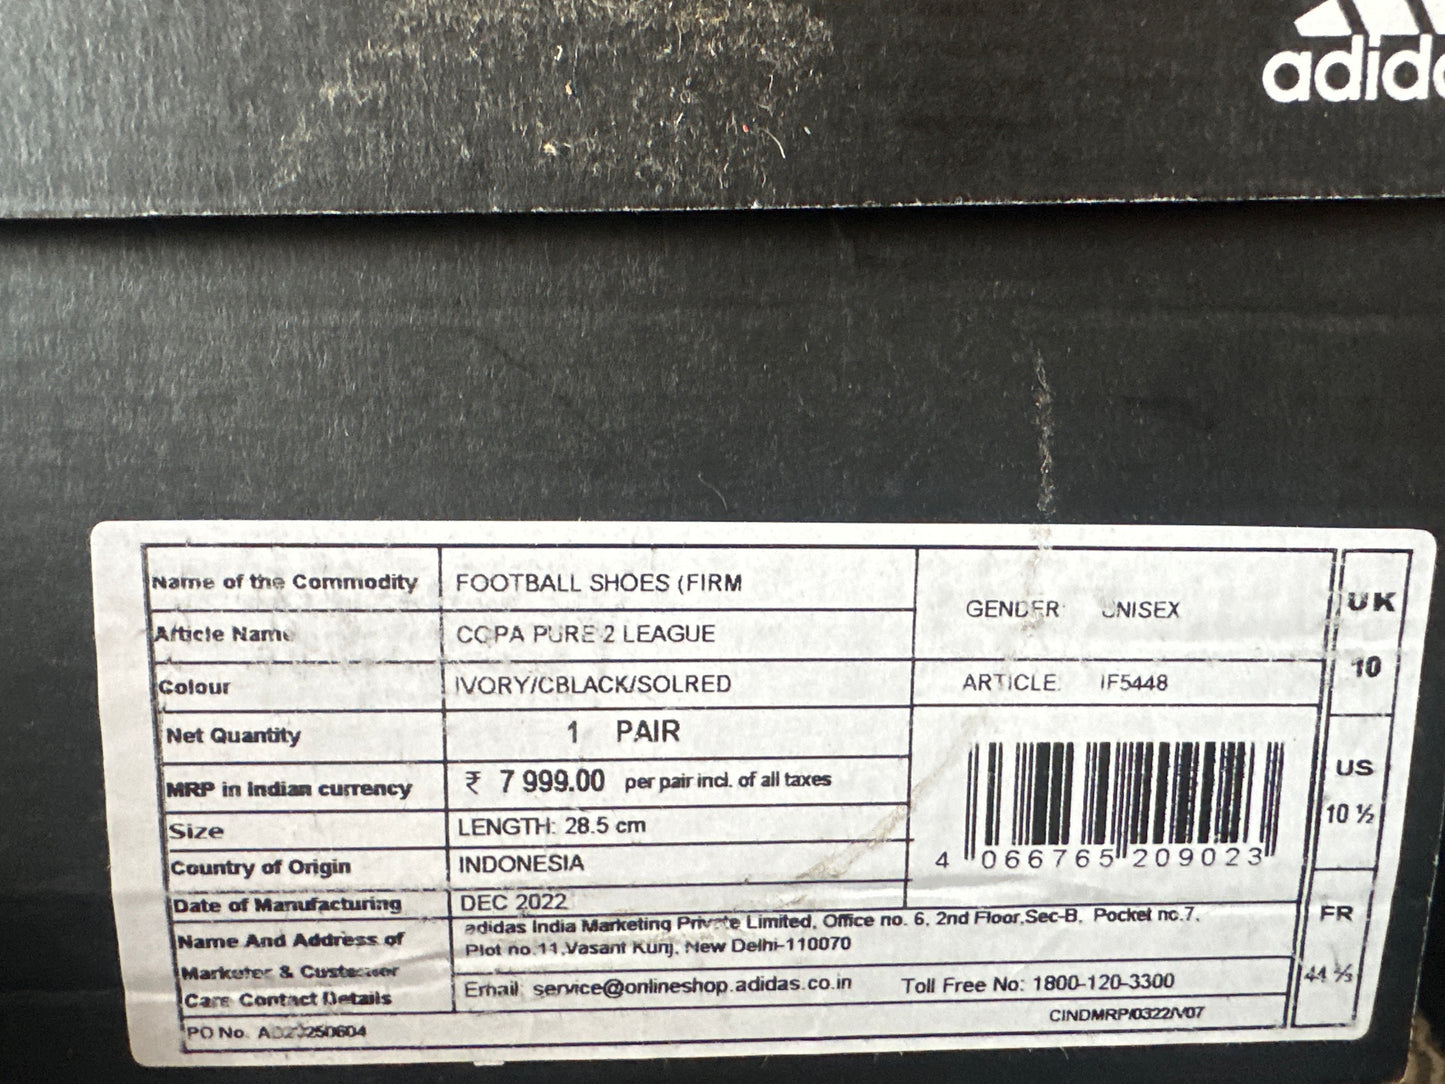 adidas
Name of the Commodity FOOTBALL SHOES (FIRM
GENDER: UNISEX
Article Name COPA PURE 2 LEAGUE
Colour IVORY/CBLACK/SOLRED
ARTICLE: IF5448
Net Quantity 1 PAIR
MRP in Indian currency ₹ 7 999.00 per pair incl. of all taxes
Size LENGTH: 28.5 cm
Country of Origin INDONESIA
4 066765 209023
Date of Manufacturing DEC 2022
Name And Address of
Marketer & Customer
Care Contact Details
adidas India Marketing Private Limited, Office no. 6, 2nd Floor,Sec-B, Pocket no.7,
Plot no.11,Vasant Kunj, New Delhi-110070
Email: service@onlineshop.adidas.co.in Toll Free No: 1800-120-3300
PO No.
CINDMRP/0322/V07
UK
10
US
10 ½
FR
44 ⅔